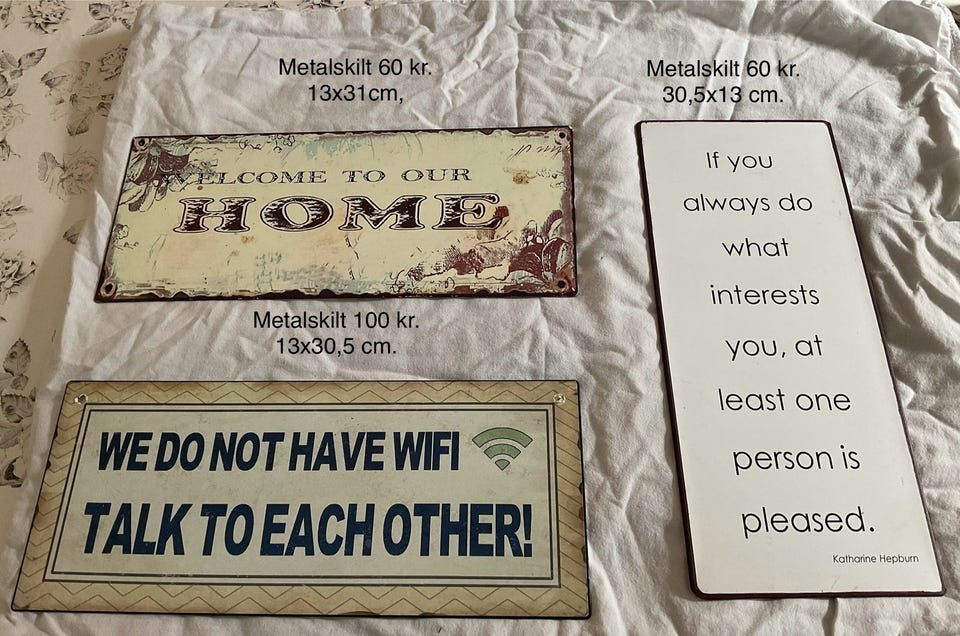 Metalskilt 60 kr.
13x31cm,
WELCOME TO OUR
HOME
Metalskilt 100 kr.
13x30,5 cm.
WE DO NOT HAVE WIFI
TALK TO EACH OTHER!
Metalskilt 60 kr.
30,5x13 cm.
If you
always do
what
interests
you, at
least one
person is
pleased.
Katharine Hepburn